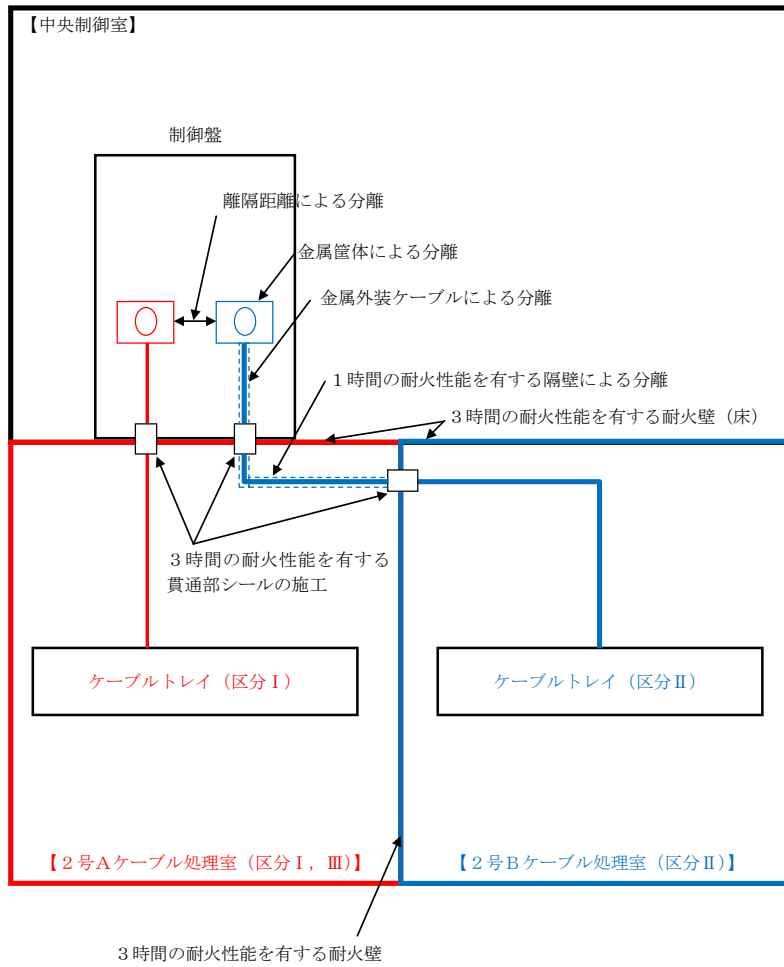 【中央制御室】
制御盤
離隔距離による分離
金属筐体による分離
金属外装ケーブルによる分離
１時間の耐火性能を有する隔壁による分離
３時間の耐火性能を有する耐火壁（床）
３時間の耐火性能を有する
貫通部シールの施工
ケーブルトレイ（区分Ⅰ）
ケーブルトレイ（区分Ⅱ）
【２号Ａケーブル処理室（区分Ⅰ，Ⅲ）】
【２号Ｂケーブル処理室（区分Ⅱ）】
３時間の耐火性能を有する耐火壁